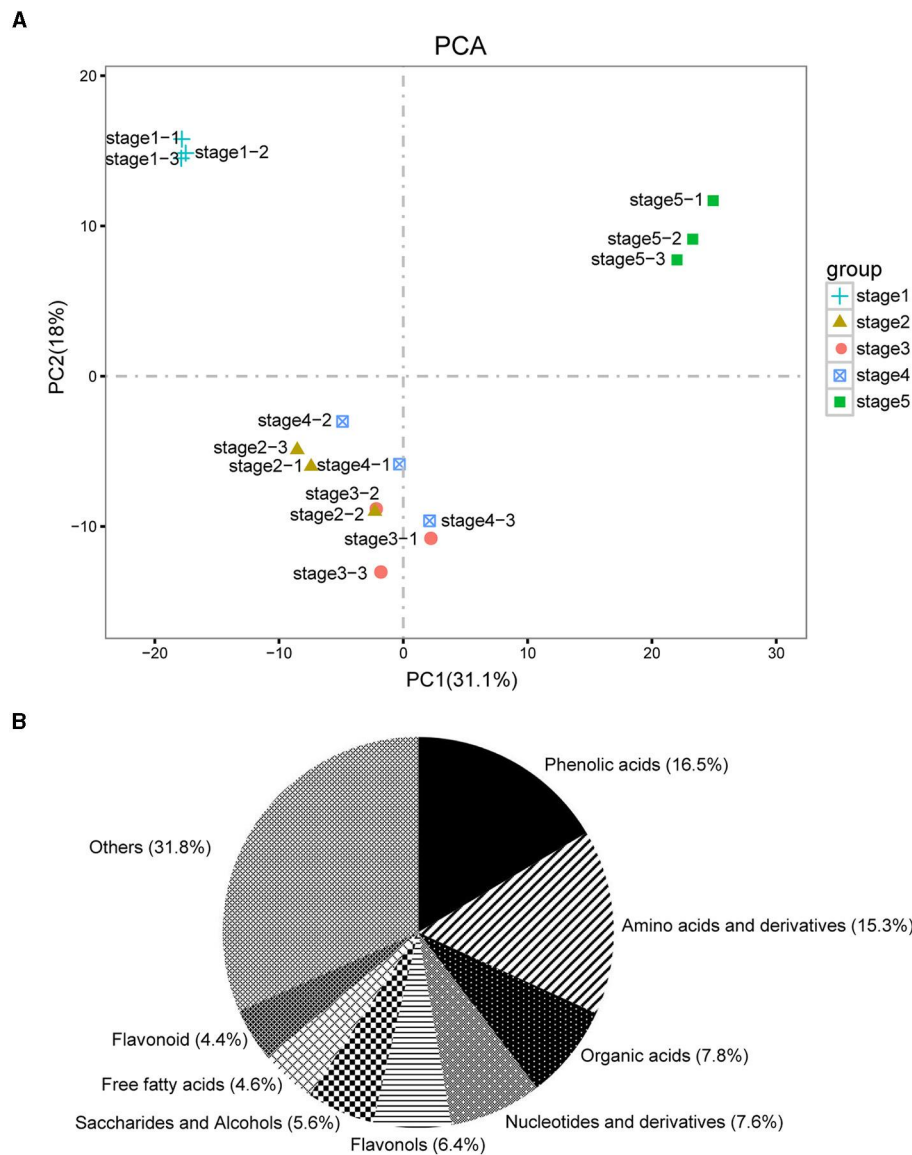 A
PCA
20
10
0
−10
PC2(18%)
stage1−1
stage1−2
stage1−3
stage5−1
stage5−2
stage5−3
stage4−2
stage2−3
stage2−1
stage4−1
stage3−2
stage2−2
stage4−3
stage3−1
stage3−3
−20
−10
0
10
20
30
PC1(31.1%)
group
stage1
stage2
stage3
stage4
stage5
B
Phenolic acids (16.5%)
Others (31.8%)
Amino acids and derivatives (15.3%)
Flavonoid (4.4%)
Organic acids (7.8%)
Free fatty acids (4.6%)
Saccharides and Alcohols (5.6%)
Nucleotides and derivatives (7.6%)
Flavonols (6.4%)